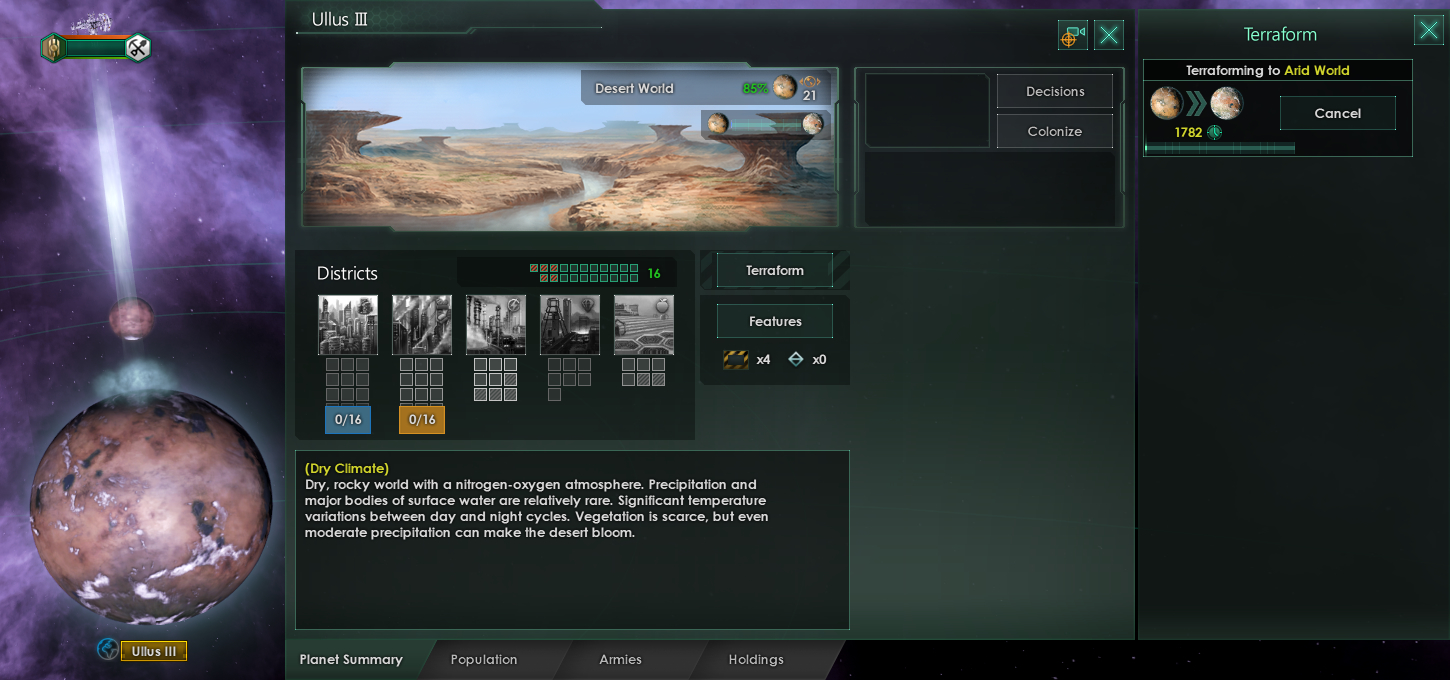 Ullus III
Desert World
85%
21
Decisions
Colonize
Terraform
Terraforming to Arid World
1782
Cancel
Districts
16
0/16
0/16
Terraform
Features
x4
x0
(Dry Climate)
Dry, rocky world with a nitrogen-oxygen atmosphere. Precipitation and
major bodies of surface water are relatively rare. Significant temperature
variations between day and night cycles. Vegetation is scarce, but even
moderate precipitation can make the desert bloom.
Ullus III
Planet Summary
Population
Armies
Holdings